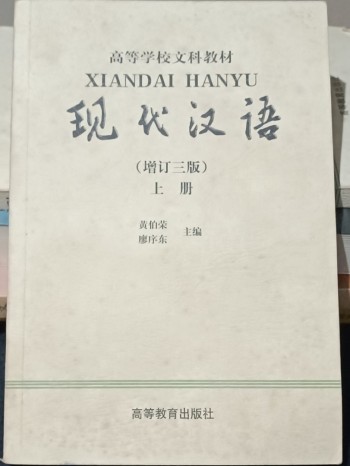 高等学校文科教材
XIANDAI HANYU
现代汉语
(增订三版)
上 册
黄伯荣
廖序东 主编
高等教育出版社